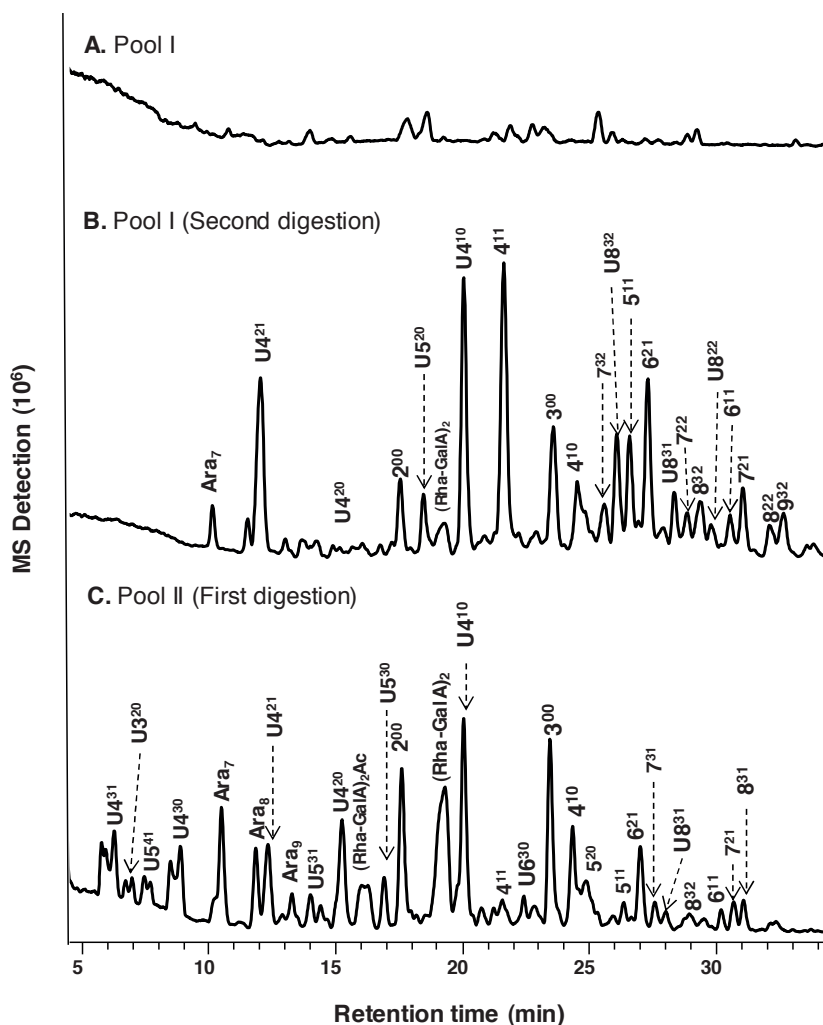 A. Pool I
B. Pool I (Second digestion)
Ara₇
U4²¹
U4²⁰
2⁰⁰
U5²⁰
(Rha-GalA)₂
U4¹⁰
4¹¹
3⁰⁰
4¹⁰
7³²
U8³²
5¹¹
6²¹
U8³¹
7²²
8³²
U8²²
6¹¹
7²¹
8²²
9³²
MS Detection (10⁶)
C. Pool II (First digestion)
U4³¹
U3²⁰
U5⁴¹
U4³⁰
Ara₇
Ara₈
U4²¹
Ara₉
U5³¹
U4²⁰
(Rha-GalA)₂Ac
U5³⁰
2⁰⁰
(Rha-GalA)₂
U4¹⁰
4¹¹
U6³⁰
3⁰⁰
4¹⁰
5²⁰
5¹¹
6²¹
7³¹
U8³¹
8³²
6¹¹
7²¹
8³¹
5 10 15 20 25 30
Retention time (min)